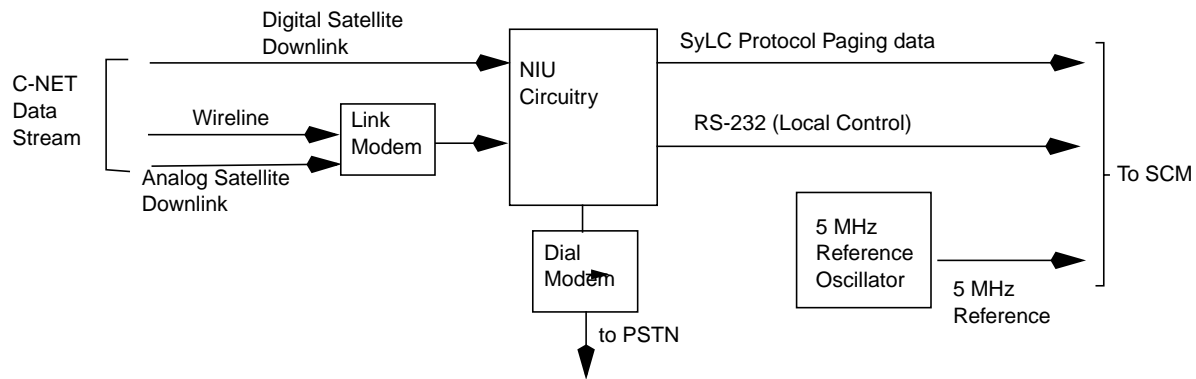 Digital Satellite
Downlink
C-NET
Data
Stream
Wireline
Link
Modem
Analog Satellite
Downlink
NIU
Circuitry
SyLC Protocol Paging data
RS-232 (Local Control)
To SCM
5 MHz
Reference
Oscillator
5 MHz
Reference
Dial
Modem
to PSTN